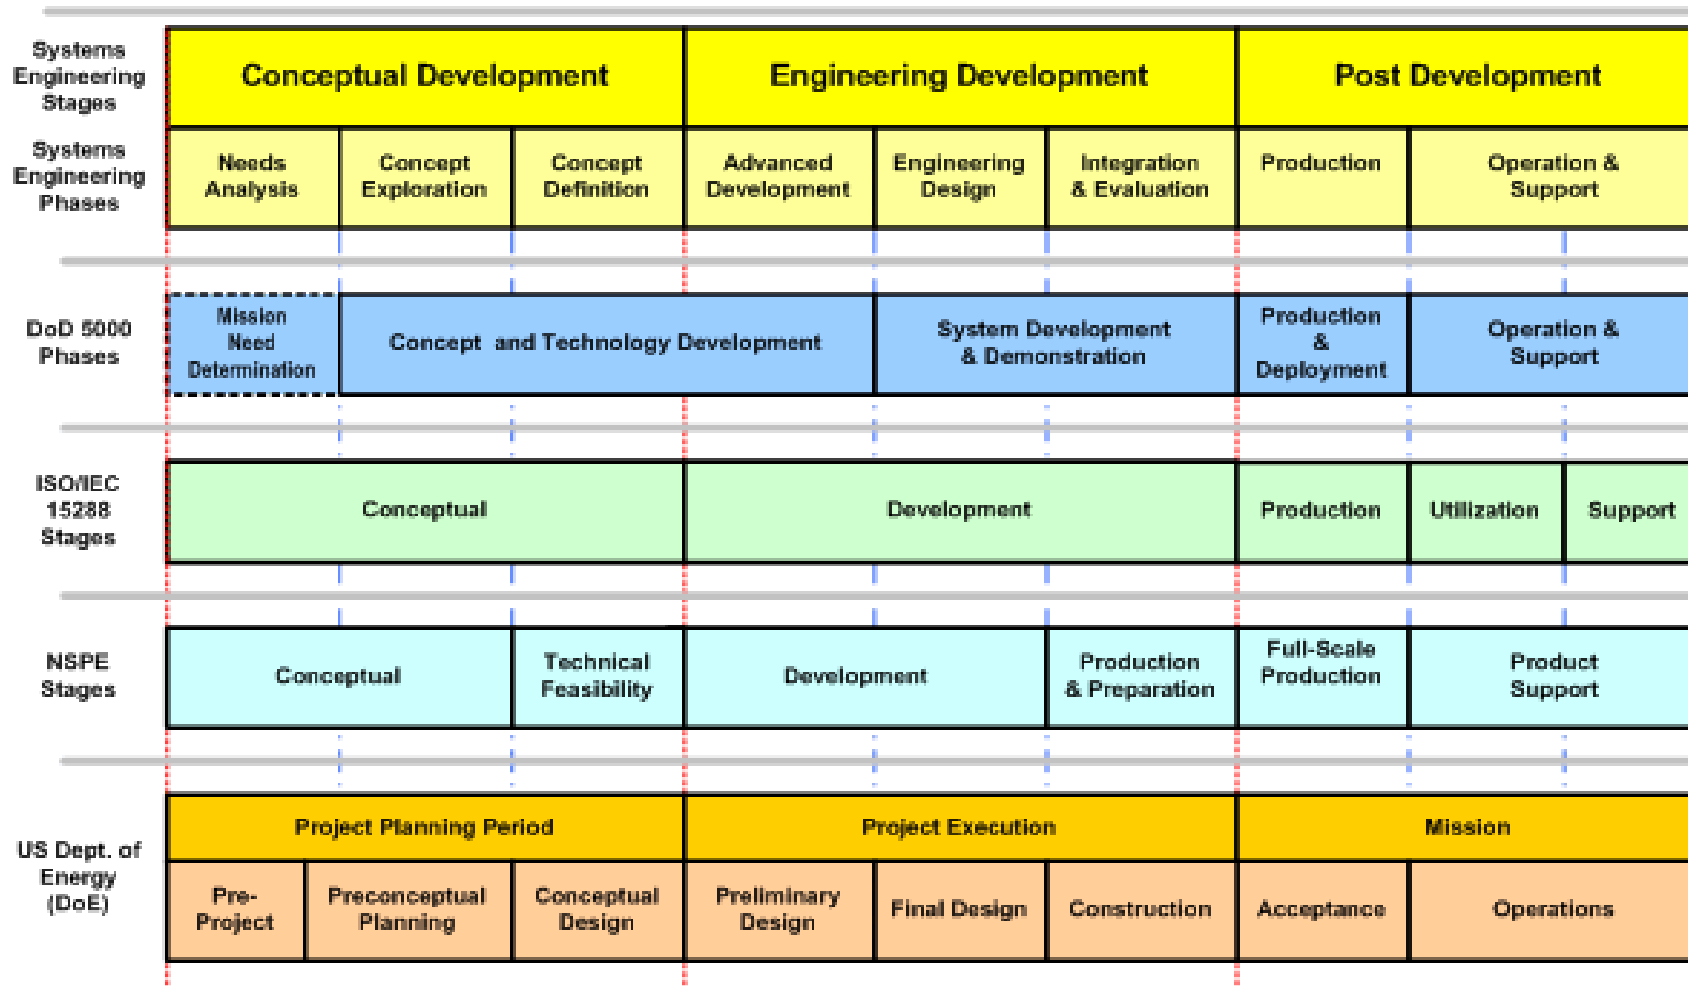 Systems
Engineering
Stages
Conceptual Development
Engineering Development
Post Development
Systems
Engineering
Phases
Needs
Analysis
Concept
Exploration
Concept
Definition
Advanced
Development
Engineering
Design
Integration
& Evaluation
Production
Operation &
Support
DoD 5000
Phases
Mission
Need
Determination
Concept and Technology Development
System Development
& Demonstration
Production
&
Deployment
Operation &
Support
ISO/IEC
15288
Stages
Conceptual
Development
Production
Utilization
Support
NSPE
Stages
Conceptual
Technical
Feasibility
Development
Production
& Preparation
Full-Scale
Production
Product
Support
US Dept. of
Energy
(DoE)
Project Planning Period
Project Execution
Mission
Pre-
Project
Preconceptual
Planning
Conceptual
Design
Preliminary
Design
Final Design
Construction
Acceptance
Operations